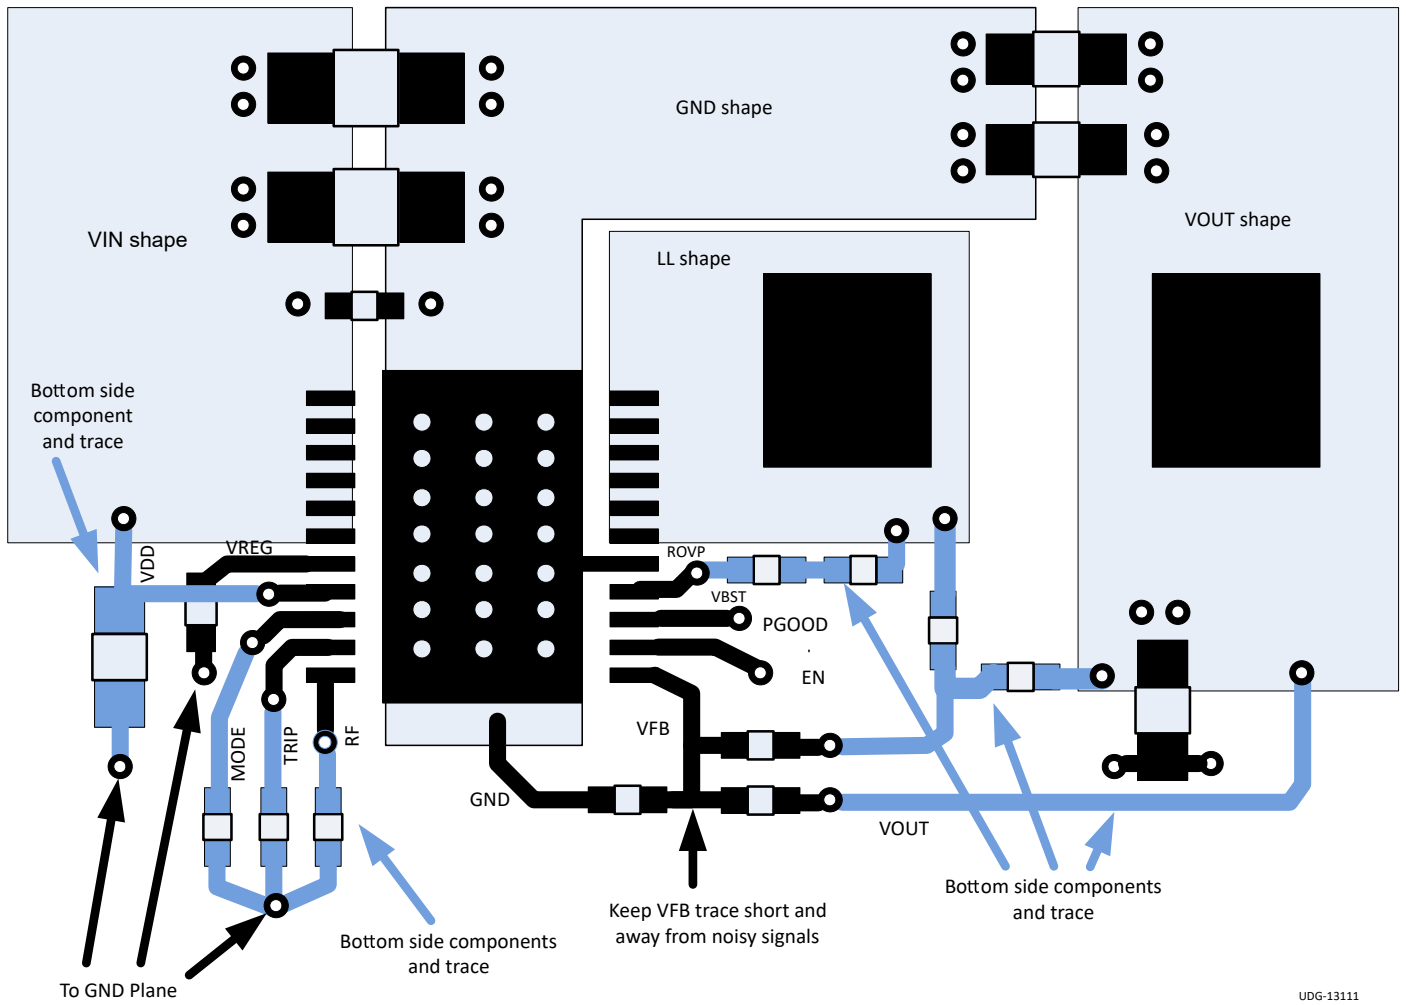 GND shape
VIN shape
VOUT shape
LL shape
Bottom side
component
and trace
VDD
VREG
ROVP
VBST
PGOOD
EN
MODE
TRIP
RF
VFB
GND
VOUT
Keep VFB trace short and
away from noisy signals
Bottom side components
and trace
Bottom side components
and trace
To GND Plane
UDG-13111